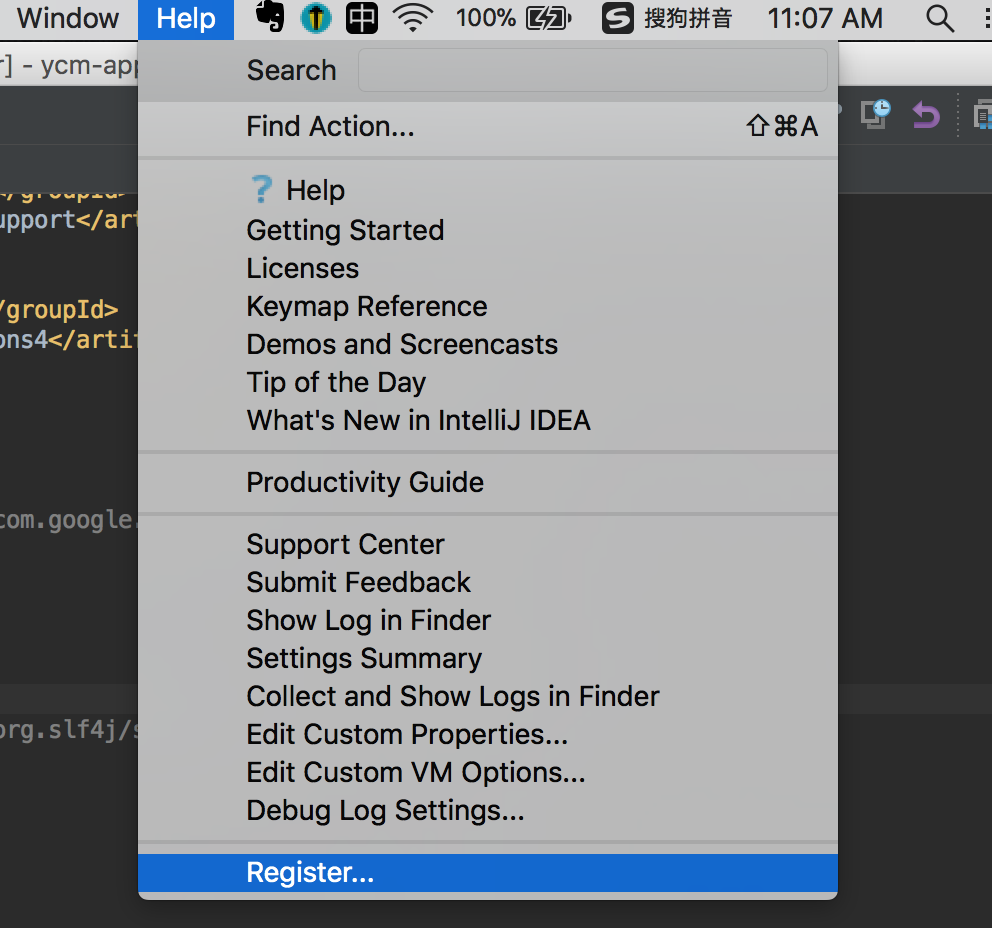 Window Help 中 100% S 搜狗拼音 11:07 AM
r] - ycm-app
Search
Find Action... ⇧⌘A
</groupId>
? Help
upport</art
Getting Started
Licenses
/groupId>
Keymap Reference
ons4</artif
Demos and Screencasts
Tip of the Day
What's New in IntelliJ IDEA
Productivity Guide
com.google.
Support Center
Submit Feedback
Show Log in Finder
Settings Summary
Collect and Show Logs in Finder
org.slf4j/s
Edit Custom Properties...
Edit Custom VM Options...
Debug Log Settings...
Register...